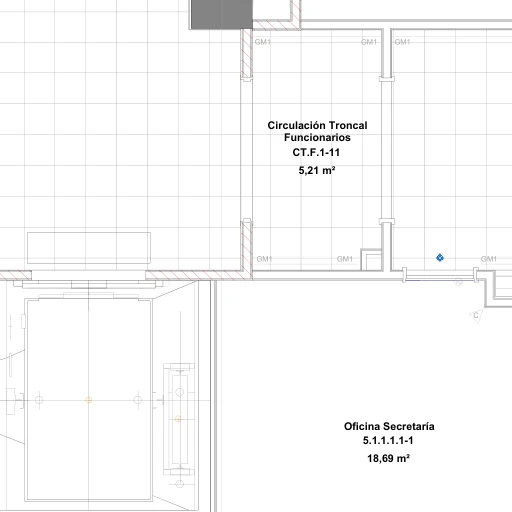 GM1 GM1 GM1
Circulación Troncal
Funcionarios
CT.F.1-11
5,21 m²
GM1 GM1 GM1
C
Oficina Secretaría
5.1.1.1.1-1
18,69 m²